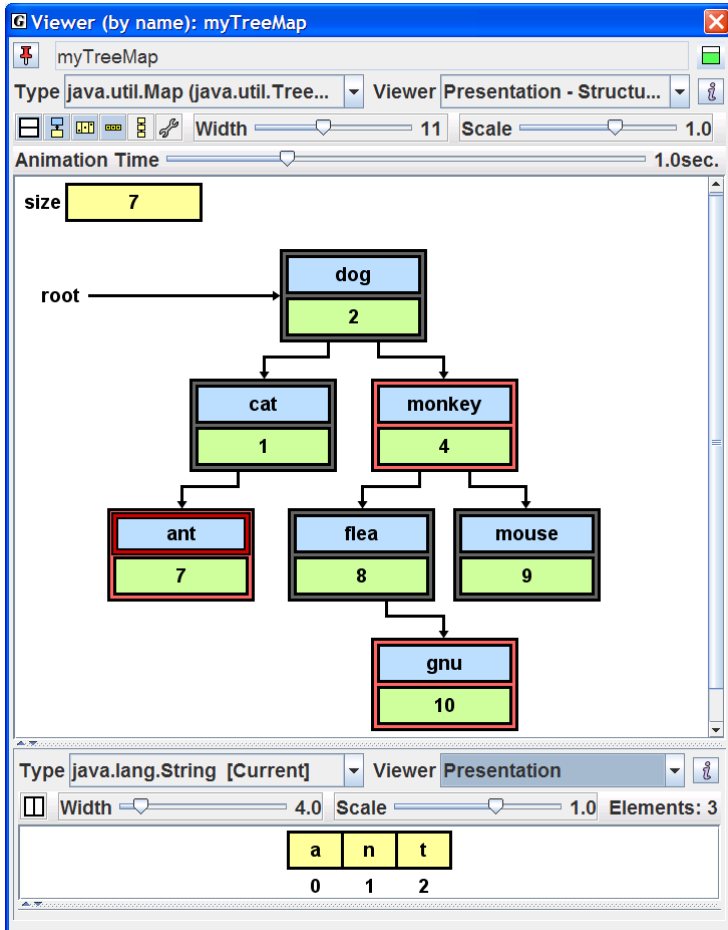 G Viewer (by name): myTreeMap
myTreeMap
Type java.util.Map (java.util.Tree... Viewer Presentation - Structu... i
Width 11 Scale 1.0
Animation Time 1.0sec.
size 7
dog
root
2
cat monkey
1 4
ant flea mouse
7 8 9
gnu
10
Type java.lang.String [Current] Viewer Presentation i
Width 4.0 Scale 1.0 Elements: 3
a n t
0 1 2